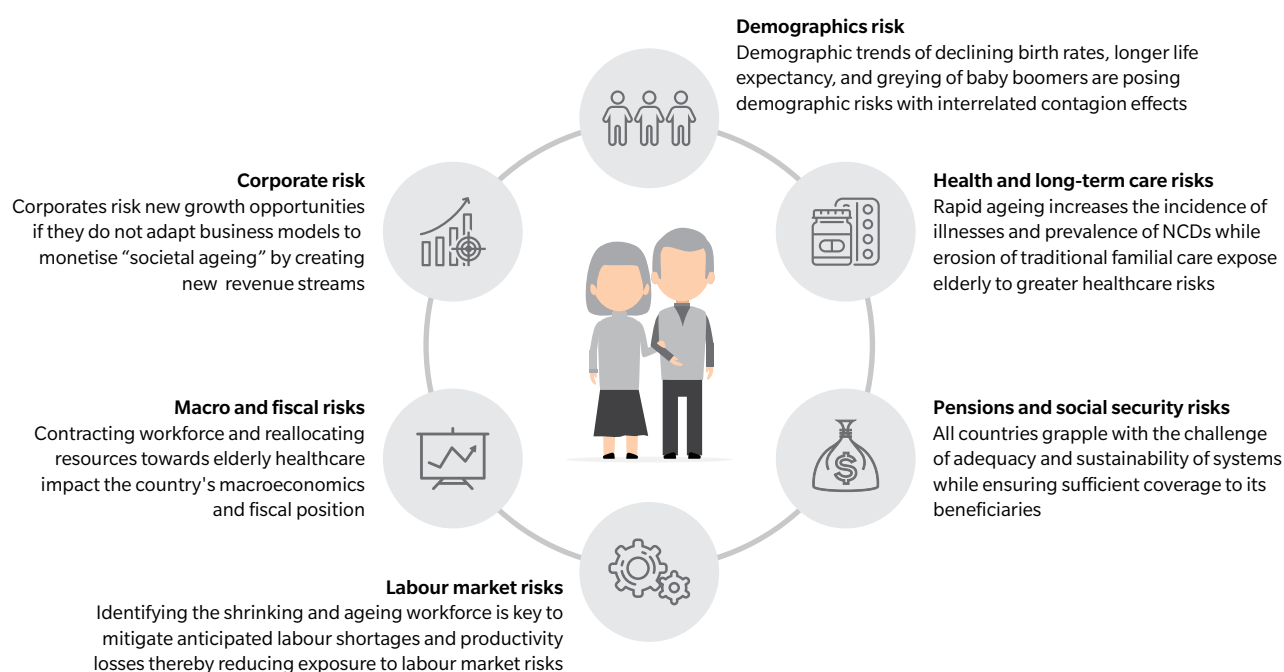 Demographics risk
Demographic trends of declining birth rates, longer life
expectancy, and greying of baby boomers are posing
demographic risks with interrelated contagion effects
Health and long-term care risks
Rapid ageing increases the incidence of
illnesses and prevalence of NCDs while
erosion of traditional familial care expose
elderly to greater healthcare risks
Pensions and social security risks
All countries grapple with the challenge
of adequacy and sustainability of systems
while ensuring sufficient coverage to its
beneficiaries
$
Labour market risks
Identifying the shrinking and ageing workforce is key to
mitigate anticipated labour shortages and productivity
losses thereby reducing exposure to labour market risks
Macro and fiscal risks
Contracting workforce and reallocating
resources towards elderly healthcare
impact the country's macroeconomics
and fiscal position
Corporate risk
Corporates risk new growth opportunities
if they do not adapt business models to
monetise “societal ageing” by creating
new revenue streams